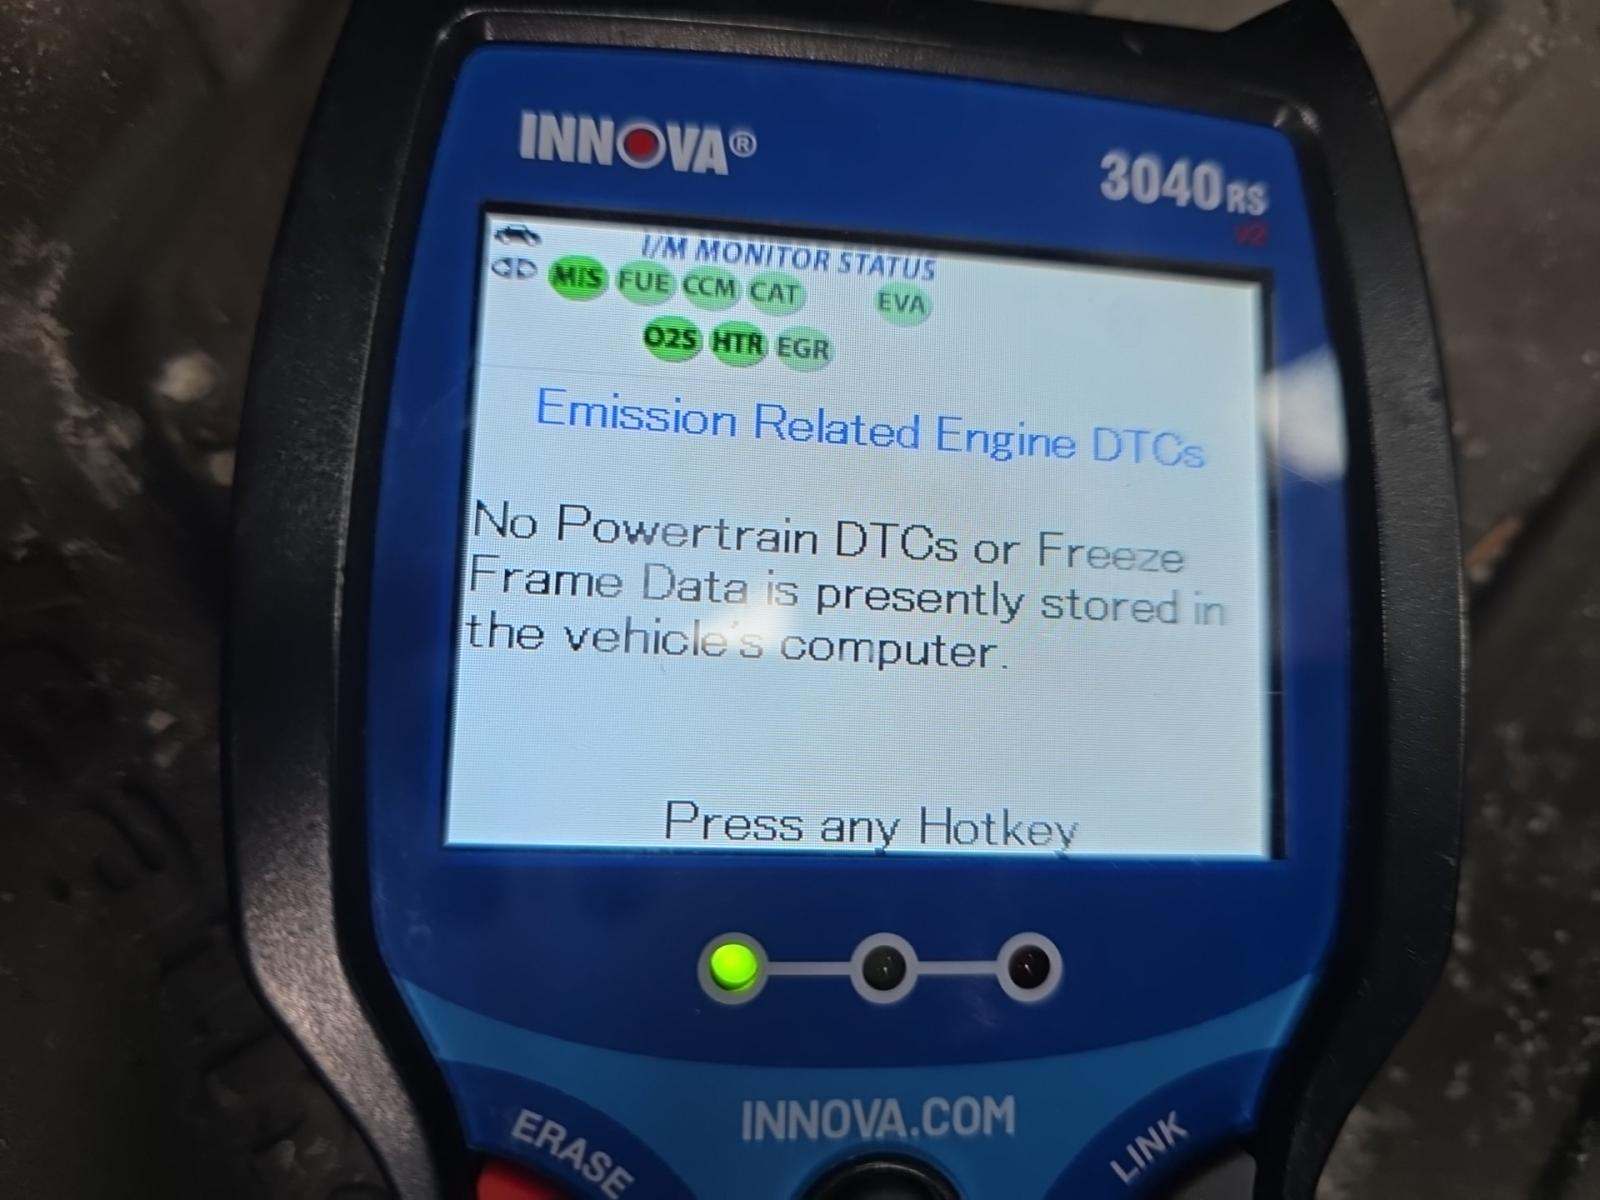 INNOVA®
3040RS
v2
I/M MONITOR STATUS
MIS FUE CCM CAT EVA
O2S HTR EGR
Emission Related Engine DTCs
No Powertrain DTCs or Freeze
Frame Data is presently stored in
the vehicle's computer.
Press any Hotkey
INNOVA.COM
ERASE
LINK